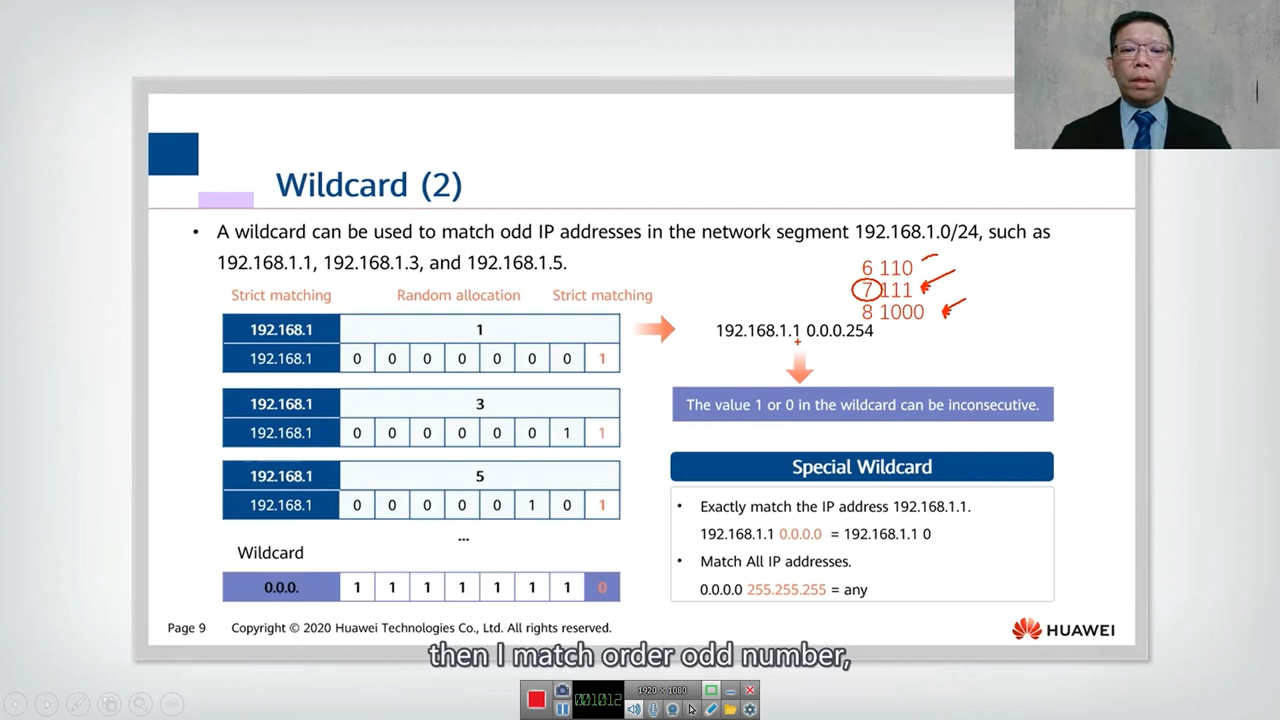 Wildcard (2)
• A wildcard can be used to match odd IP addresses in the network segment 192.168.1.0/24, such as
192.168.1.1, 192.168.1.3, and 192.168.1.5.
6 110
7 111
8 1000
Strict matching Random allocation Strict matching
192.168.1 1
192.168.1 0 0 0 0 0 0 0 1
192.168.1 3
192.168.1 0 0 0 0 0 0 1 1
192.168.1 5
192.168.1 0 0 0 0 0 1 0 1
...
Wildcard
0.0.0. 1 1 1 1 1 1 1 0
192.168.1.1 0.0.0.254
The value 1 or 0 in the wildcard can be inconsecutive.
Special Wildcard
• Exactly match the IP address 192.168.1.1.
192.168.1.1 0.0.0.0 = 192.168.1.1 0
• Match All IP addresses.
0.0.0.0 255.255.255 = any
Page 9 Copyright © 2020 Huawei Technologies Co., Ltd. All rights reserved.
HUAWEI
then I match order odd number,
1920 × 1080